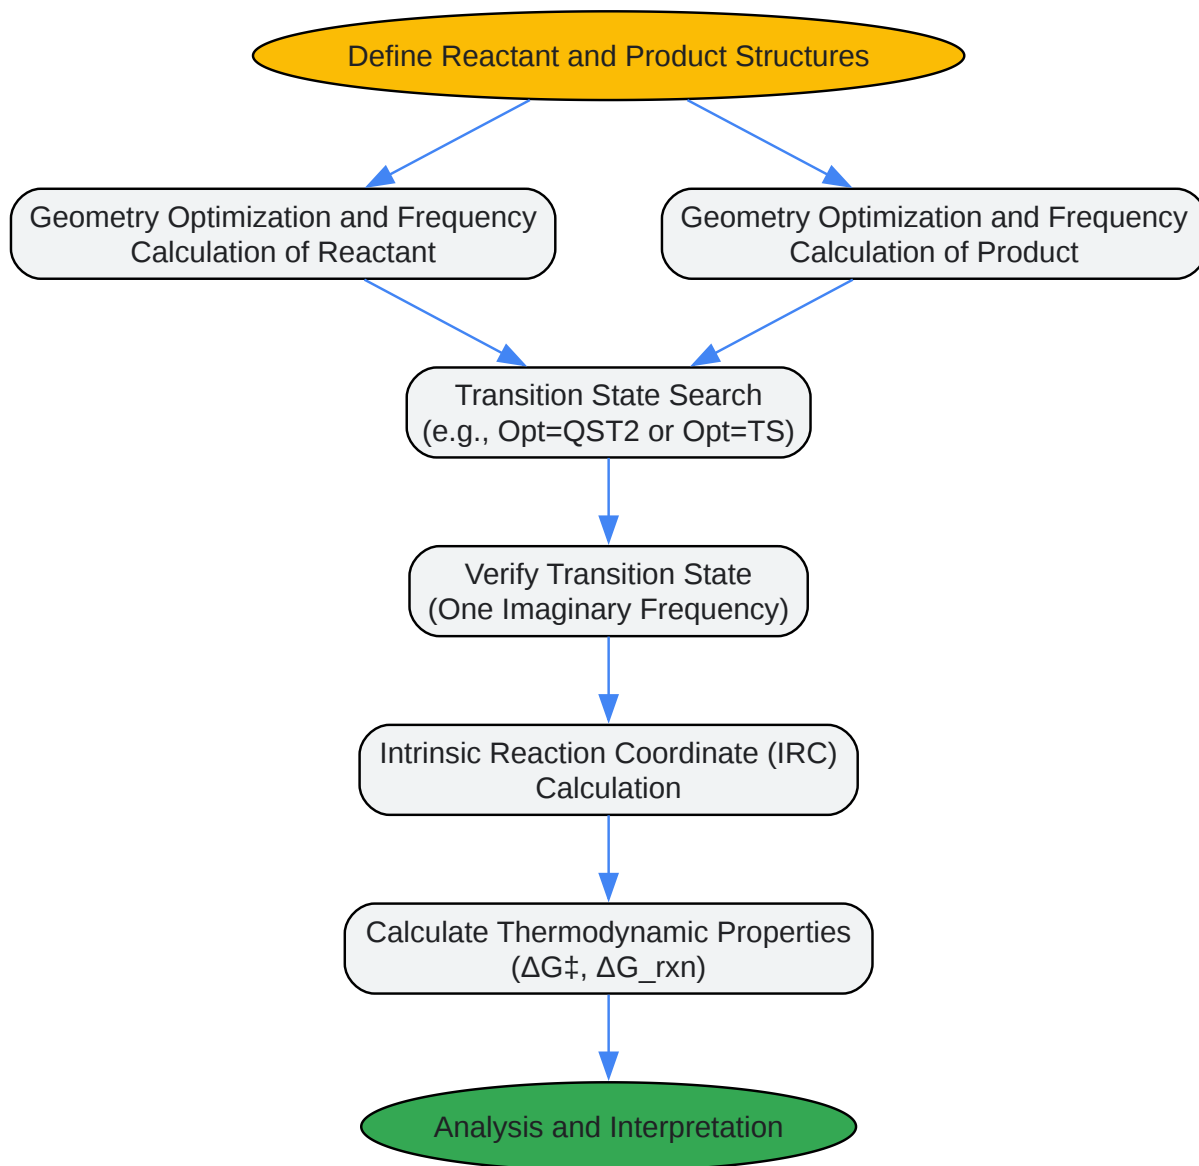 Define Reactant and Product Structures
Geometry Optimization and Frequency
Calculation of Reactant
Geometry Optimization and Frequency
Calculation of Product
Transition State Search
(e.g., Opt=QST2 or Opt=TS)
Verify Transition State
(One Imaginary Frequency)
Intrinsic Reaction Coordinate (IRC)
Calculation
Calculate Thermodynamic Properties
(ΔG‡, ΔG_rxn)
Analysis and Interpretation